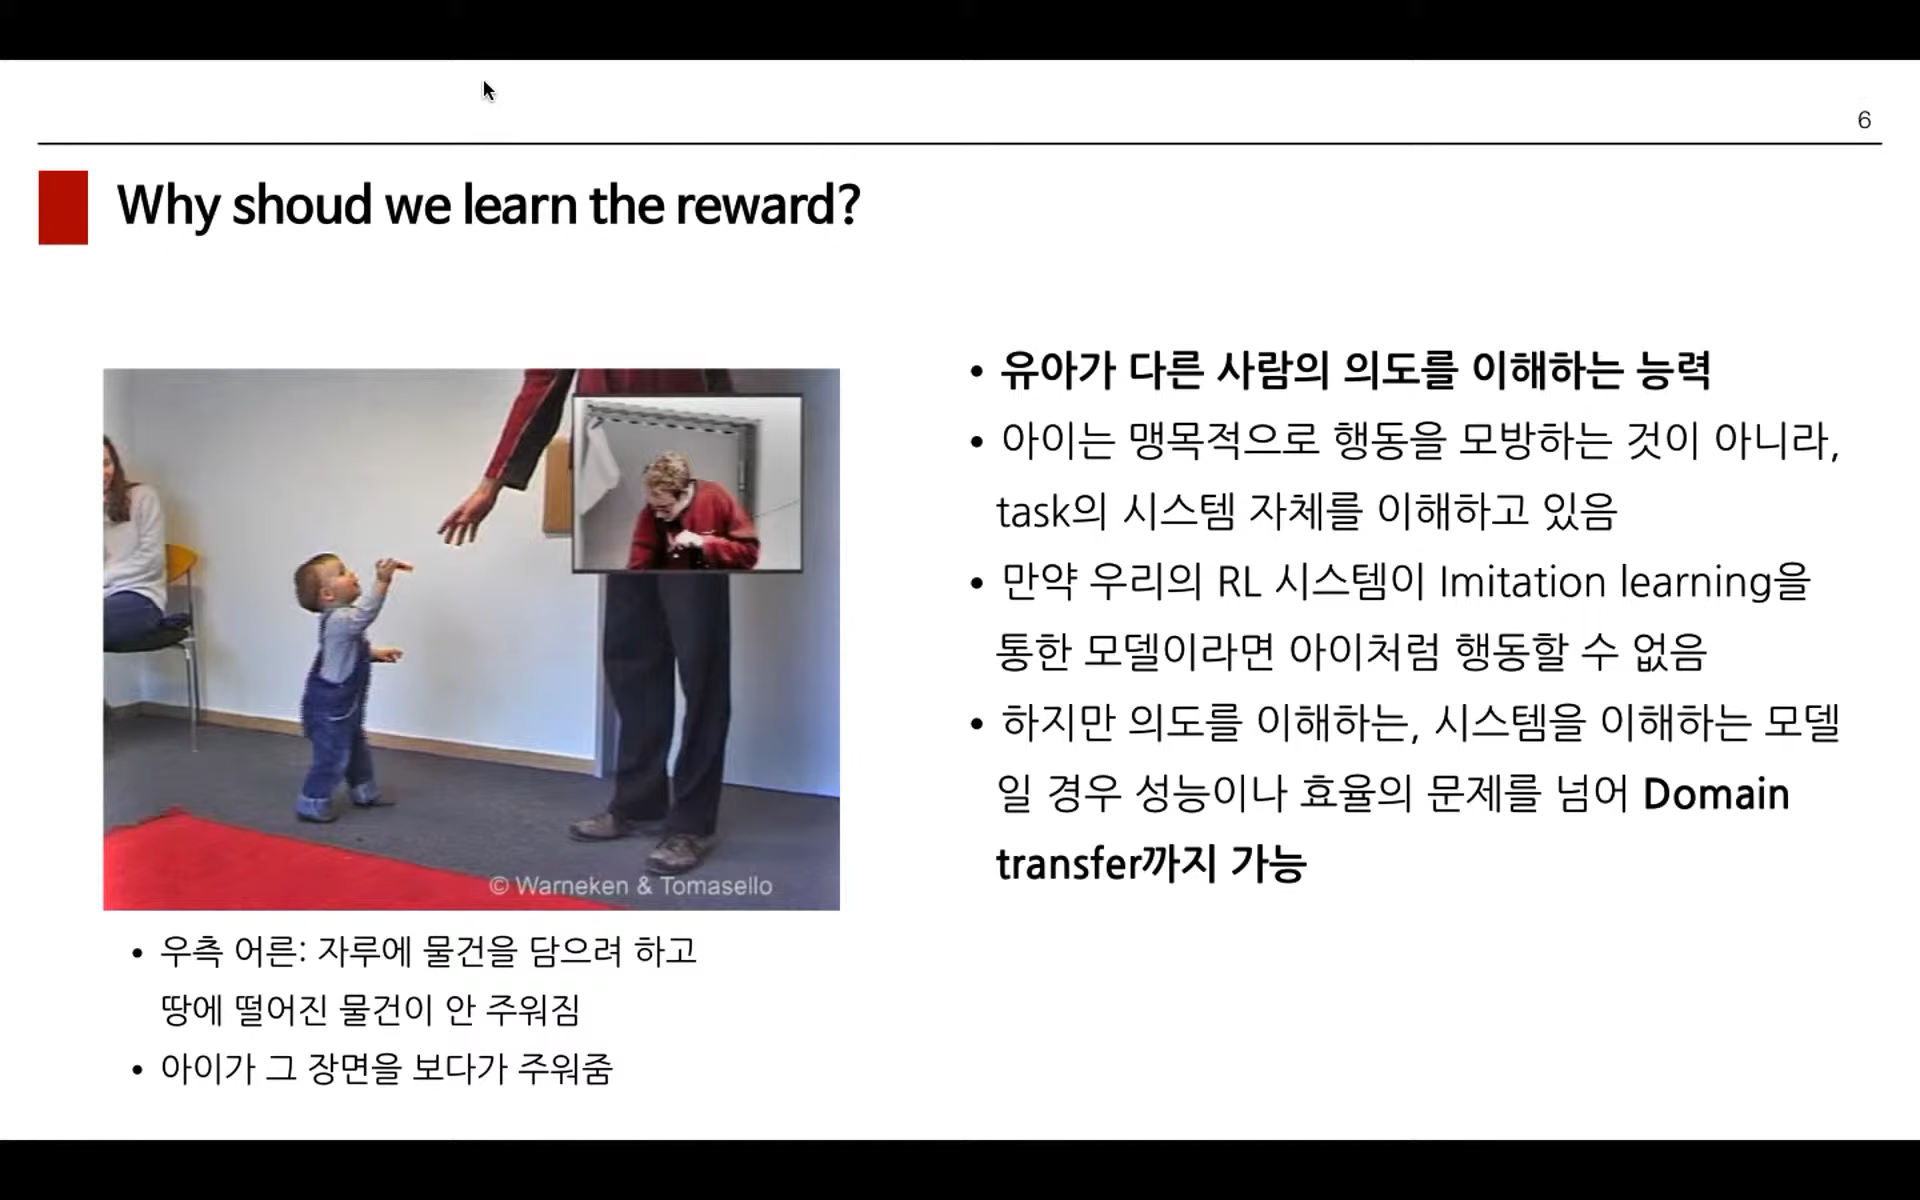 6
Why shoud we learn the reward?
© Warneken & Tomasello
• 우측 어른: 자루에 물건을 담으려 하고
땅에 떨어진 물건이 안 주워짐
• 아이가 그 장면을 보다가 주워줌
• 유아가 다른 사람의 의도를 이해하는 능력
• 아이는 맹목적으로 행동을 모방하는 것이 아니라,
task의 시스템 자체를 이해하고 있음
• 만약 우리의 RL 시스템이 Imitation learning을
통한 모델이라면 아이처럼 행동할 수 없음
• 하지만 의도를 이해하는, 시스템을 이해하는 모델
일 경우 성능이나 효율의 문제를 넘어 Domain
transfer까지 가능